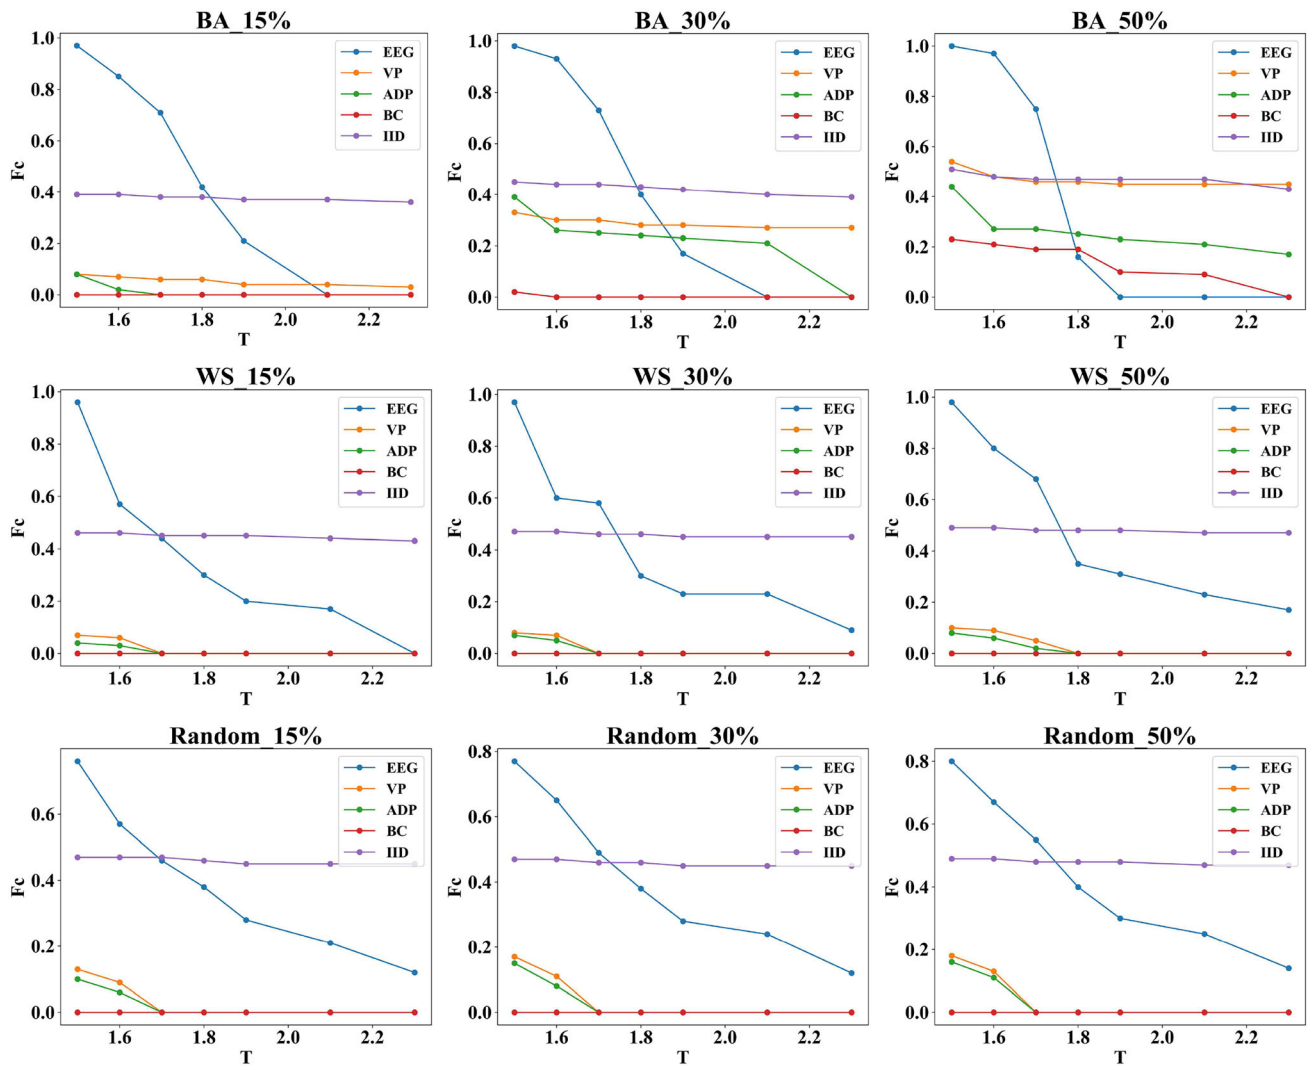 BA_15%
BA_30%
BA_50%
Fc
1.0
0.8
0.6
0.4
0.2
0.0
EEG
VP
ADP
BC
IID
1.6
1.8
2.0
2.2
T
Fc
1.0
0.8
0.6
0.4
0.2
0.0
EEG
VP
ADP
BC
IID
1.6
1.8
2.0
2.2
T
Fc
1.0
0.8
0.6
0.4
0.2
0.0
EEG
VP
ADP
BC
IID
1.6
1.8
2.0
2.2
T
WS_15%
WS_30%
WS_50%
Fc
1.0
0.8
0.6
0.4
0.2
0.0
EEG
VP
ADP
BC
IID
1.6
1.8
2.0
2.2
T
Fc
1.0
0.8
0.6
0.4
0.2
0.0
EEG
VP
ADP
BC
IID
1.6
1.8
2.0
2.2
T
Fc
1.0
0.8
0.6
0.4
0.2
0.0
EEG
VP
ADP
BC
IID
1.6
1.8
2.0
2.2
T
Random_15%
Random_30%
Random_50%
Fc
0.6
0.4
0.2
0.0
EEG
VP
ADP
BC
IID
1.6
1.8
2.0
2.2
T
Fc
0.8
0.6
0.4
0.2
0.0
EEG
VP
ADP
BC
IID
1.6
1.8
2.0
2.2
T
Fc
0.8
0.6
0.4
0.2
0.0
EEG
VP
ADP
BC
IID
1.6
1.8
2.0
2.2
T